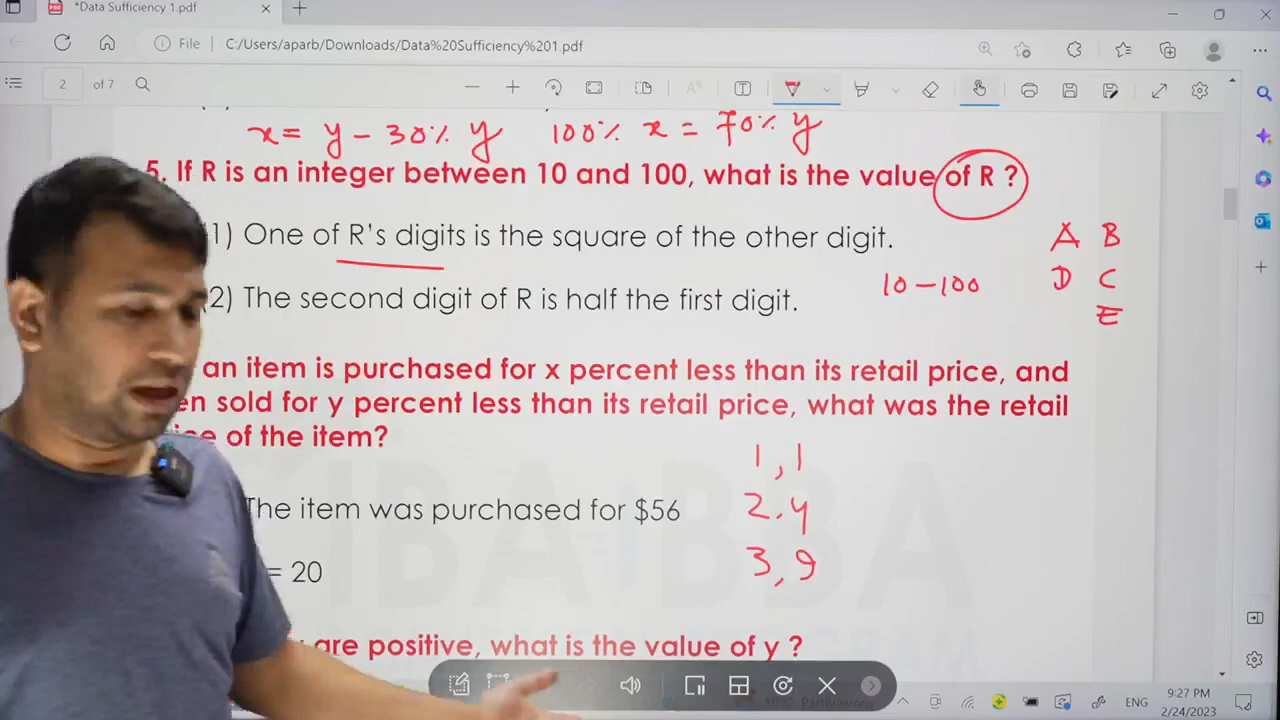 *Data Sufficiency 1.pdf
File C:/Users/aparb/Downloads/Data%20Sufficiency%201.pdf
2 of 7
x = y - 30% y 100% x = 70% y
5. If R is an integer between 10 and 100, what is the value of R ?
1) One of R's digits is the square of the other digit.
2) The second digit of R is half the first digit.
10-100
A B
D C
E
an item is purchased for x percent less than its retail price, and
en sold for y percent less than its retail price, what was the retail
ice of the item?
1, 1
The item was purchased for $56
2, 4
= 20
3, 9
are positive, what is the value of y ?
ENG
9:27 PM
2/24/2023